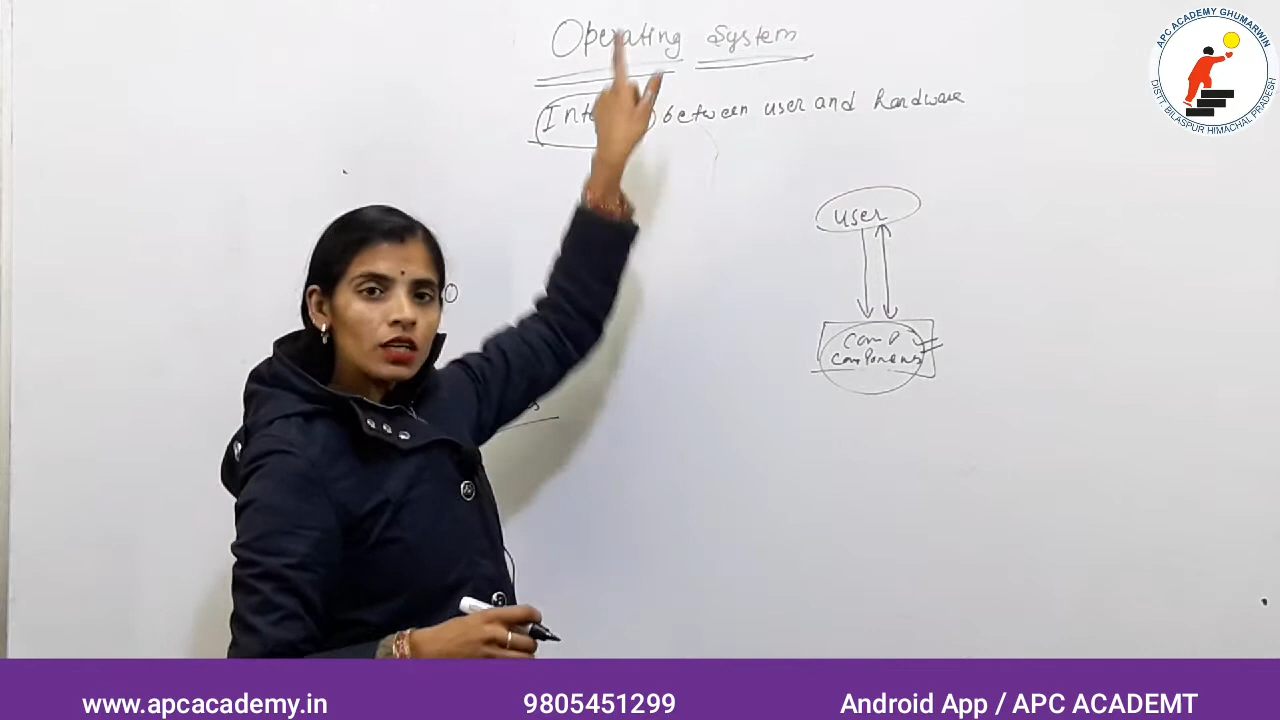 Operating System
between user and hardware
user
comp
components
APC ACADEMY GHUMARWIN
DISTT. BILASPUR HIMACHAL PRADESH
www.apcacademy.in
9805451299
Android App / APC ACADEMT